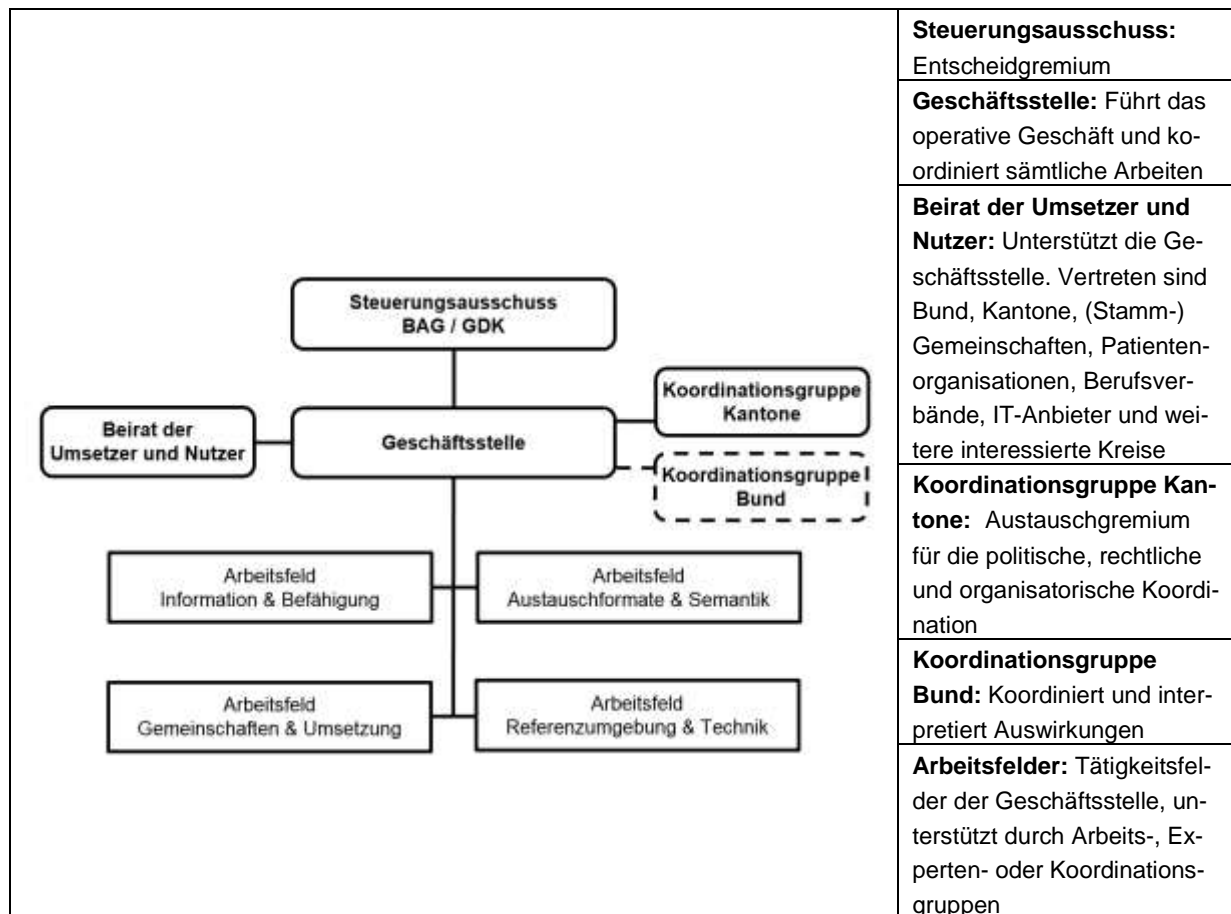 Steuerungsausschuss
BAG / GDK
Koordinationsgruppe
Kantone
Beirat der
Umsetzer und Nutzer
Geschäftsstelle
Koordinationsgruppe
Bund
Arbeitsfeld
Information & Befähigung
Arbeitsfeld
Austauschformate & Semantik
Arbeitsfeld
Gemeinschaften & Umsetzung
Arbeitsfeld
Referenzumgebung & Technik
Steuerungsausschuss:
Entscheidgremium
Geschäftsstelle: Führt das
operative Geschäft und ko-
ordiniert sämtliche Arbeiten
Beirat der Umsetzer und
Nutzer: Unterstützt die Ge-
schäftsstelle. Vertreten sind
Bund, Kantone, (Stamm-)
Gemeinschaften, Patienten-
organisationen, Berufsver-
bände, IT-Anbieter und wei-
tere interessierte Kreise
Koordinationsgruppe Kan-
tone: Austauschgremium
für die politische, rechtliche
und organisatorische Koordi-
nation
Koordinationsgruppe
Bund: Koordiniert und inter-
pretiert Auswirkungen
Arbeitsfelder: Tätigkeitsfel-
der der Geschäftsstelle, un-
terstützt durch Arbeits-, Ex-
perten- oder Koordinations-
gruppen